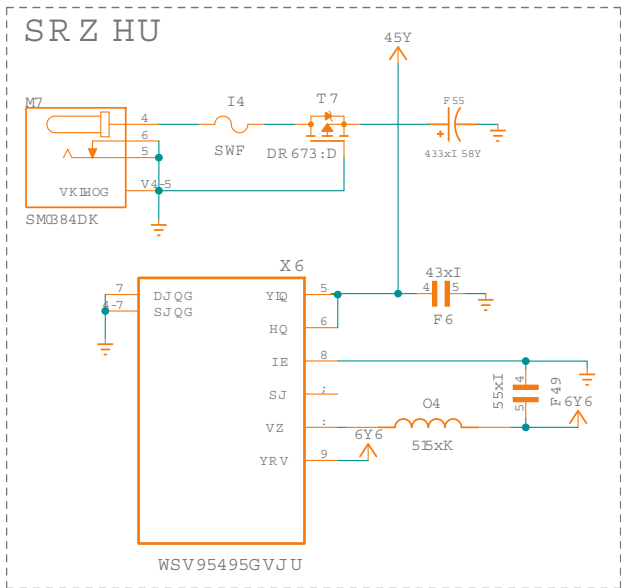 SRZ HU
45Y
M7
4
6
5
V4-5
VKIHOG
SM0384DK
I4
SWF
T7
DR673:D
F55
433xI 58Y
X6
7
DJQG
4-7
SJQG
YIQ
5
HQ
6
IE
8
SJ
;
VZ
:
YRV
9
WSV95495GVJU
43xI
4
5
F6
6Y6
O4
515xK
55xI
4
5
F49
6Y6